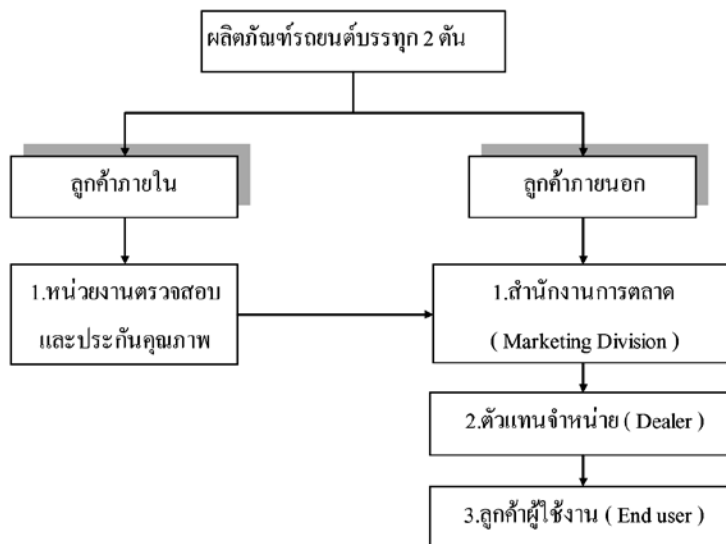 ผลิตภัณฑ์รถยนต์บรรทุก 2 ตัน
ลูกค้าภายใน
ลูกค้าภายนอก
1.หน่วยงานตรวจสอบ
และประกันคุณภาพ
1.สำนักงานการตลาด
( Marketing Division )
2.ตัวแทนจำหน่าย ( Dealer )
3.ลูกค้าผู้ใช้งาน ( End user )